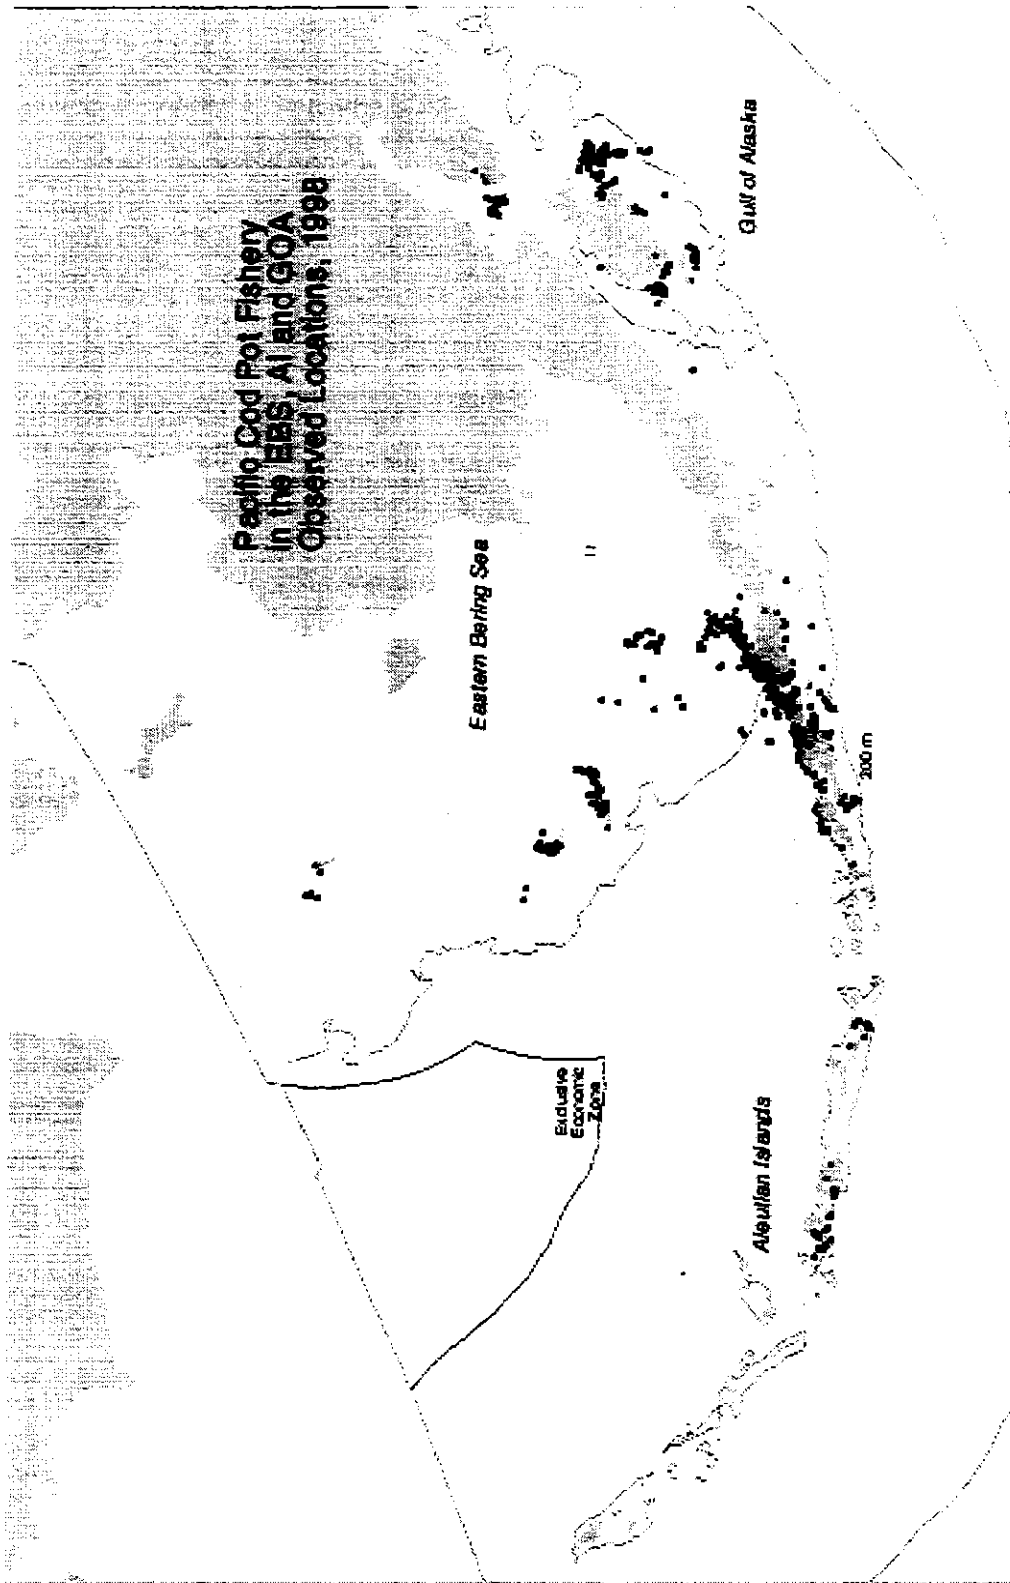 Pacific Cod Pot Fishery
in the EBS, AI and GOA
Observed Locations, 1998
Gulf of Alaska
Eastern Bering Sea
200 m
Exclusive
Economic
Zone
Aleutian Islands